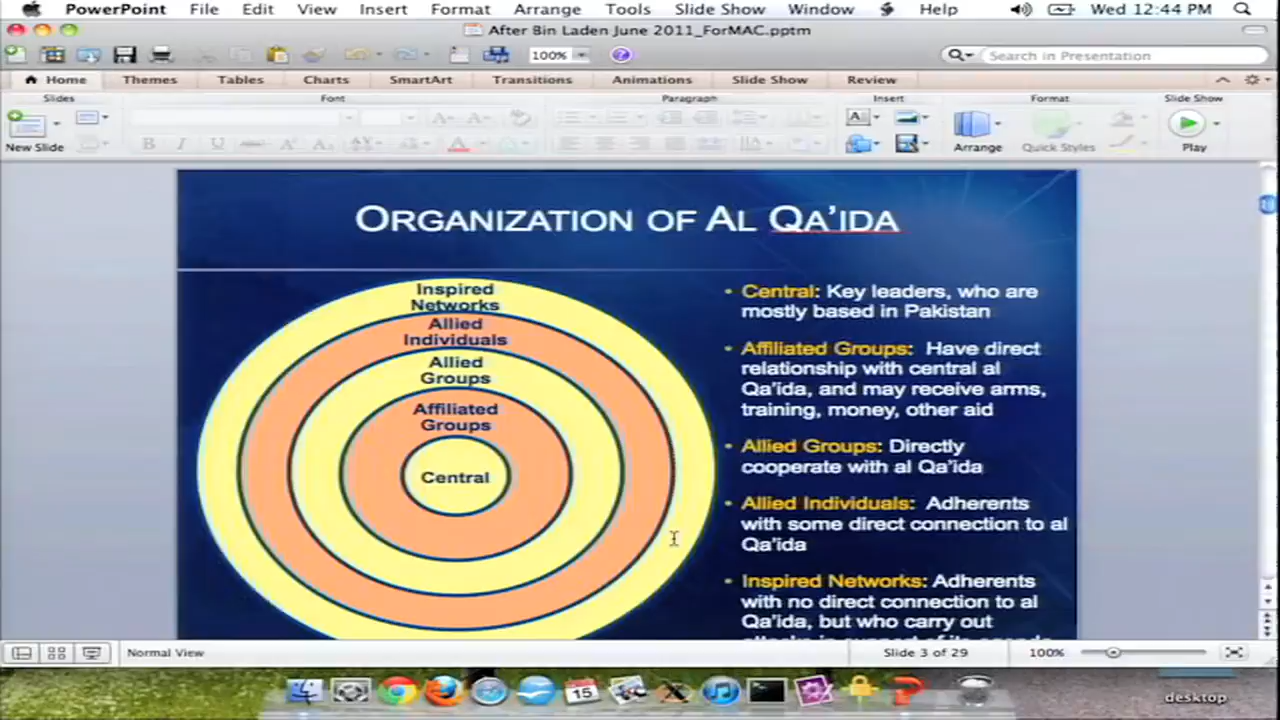 PowerPoint File Edit View Insert Format Arrange Tools Slide Show Window Help Wed 12:44 PM
After Bin Laden June 2011_ForMAC.pptm
100% Search in Presentation
Home Themes Tables Charts SmartArt Transitions Animations Slide Show Review
Slides Font Paragraph Insert Format Slide Show
New Slide B I U Arrange Quick Styles Play
ORGANIZATION OF AL QA'IDA
Inspired
Networks
Allied
Individuals
Allied
Groups
Affiliated
Groups
Central
• Central: Key leaders, who are
mostly based in Pakistan
• Affiliated Groups: Have direct
relationship with central al
Qa'ida, and may receive arms,
training, money, other aid
• Allied Groups: Directly
cooperate with al Qa'ida
• Allied Individuals: Adherents
with some direct connection to al
Qa'ida
• Inspired Networks: Adherents
with no direct connection to al
Qa'ida, but who carry out
Normal View Slide 3 of 29 100%
15
desktop